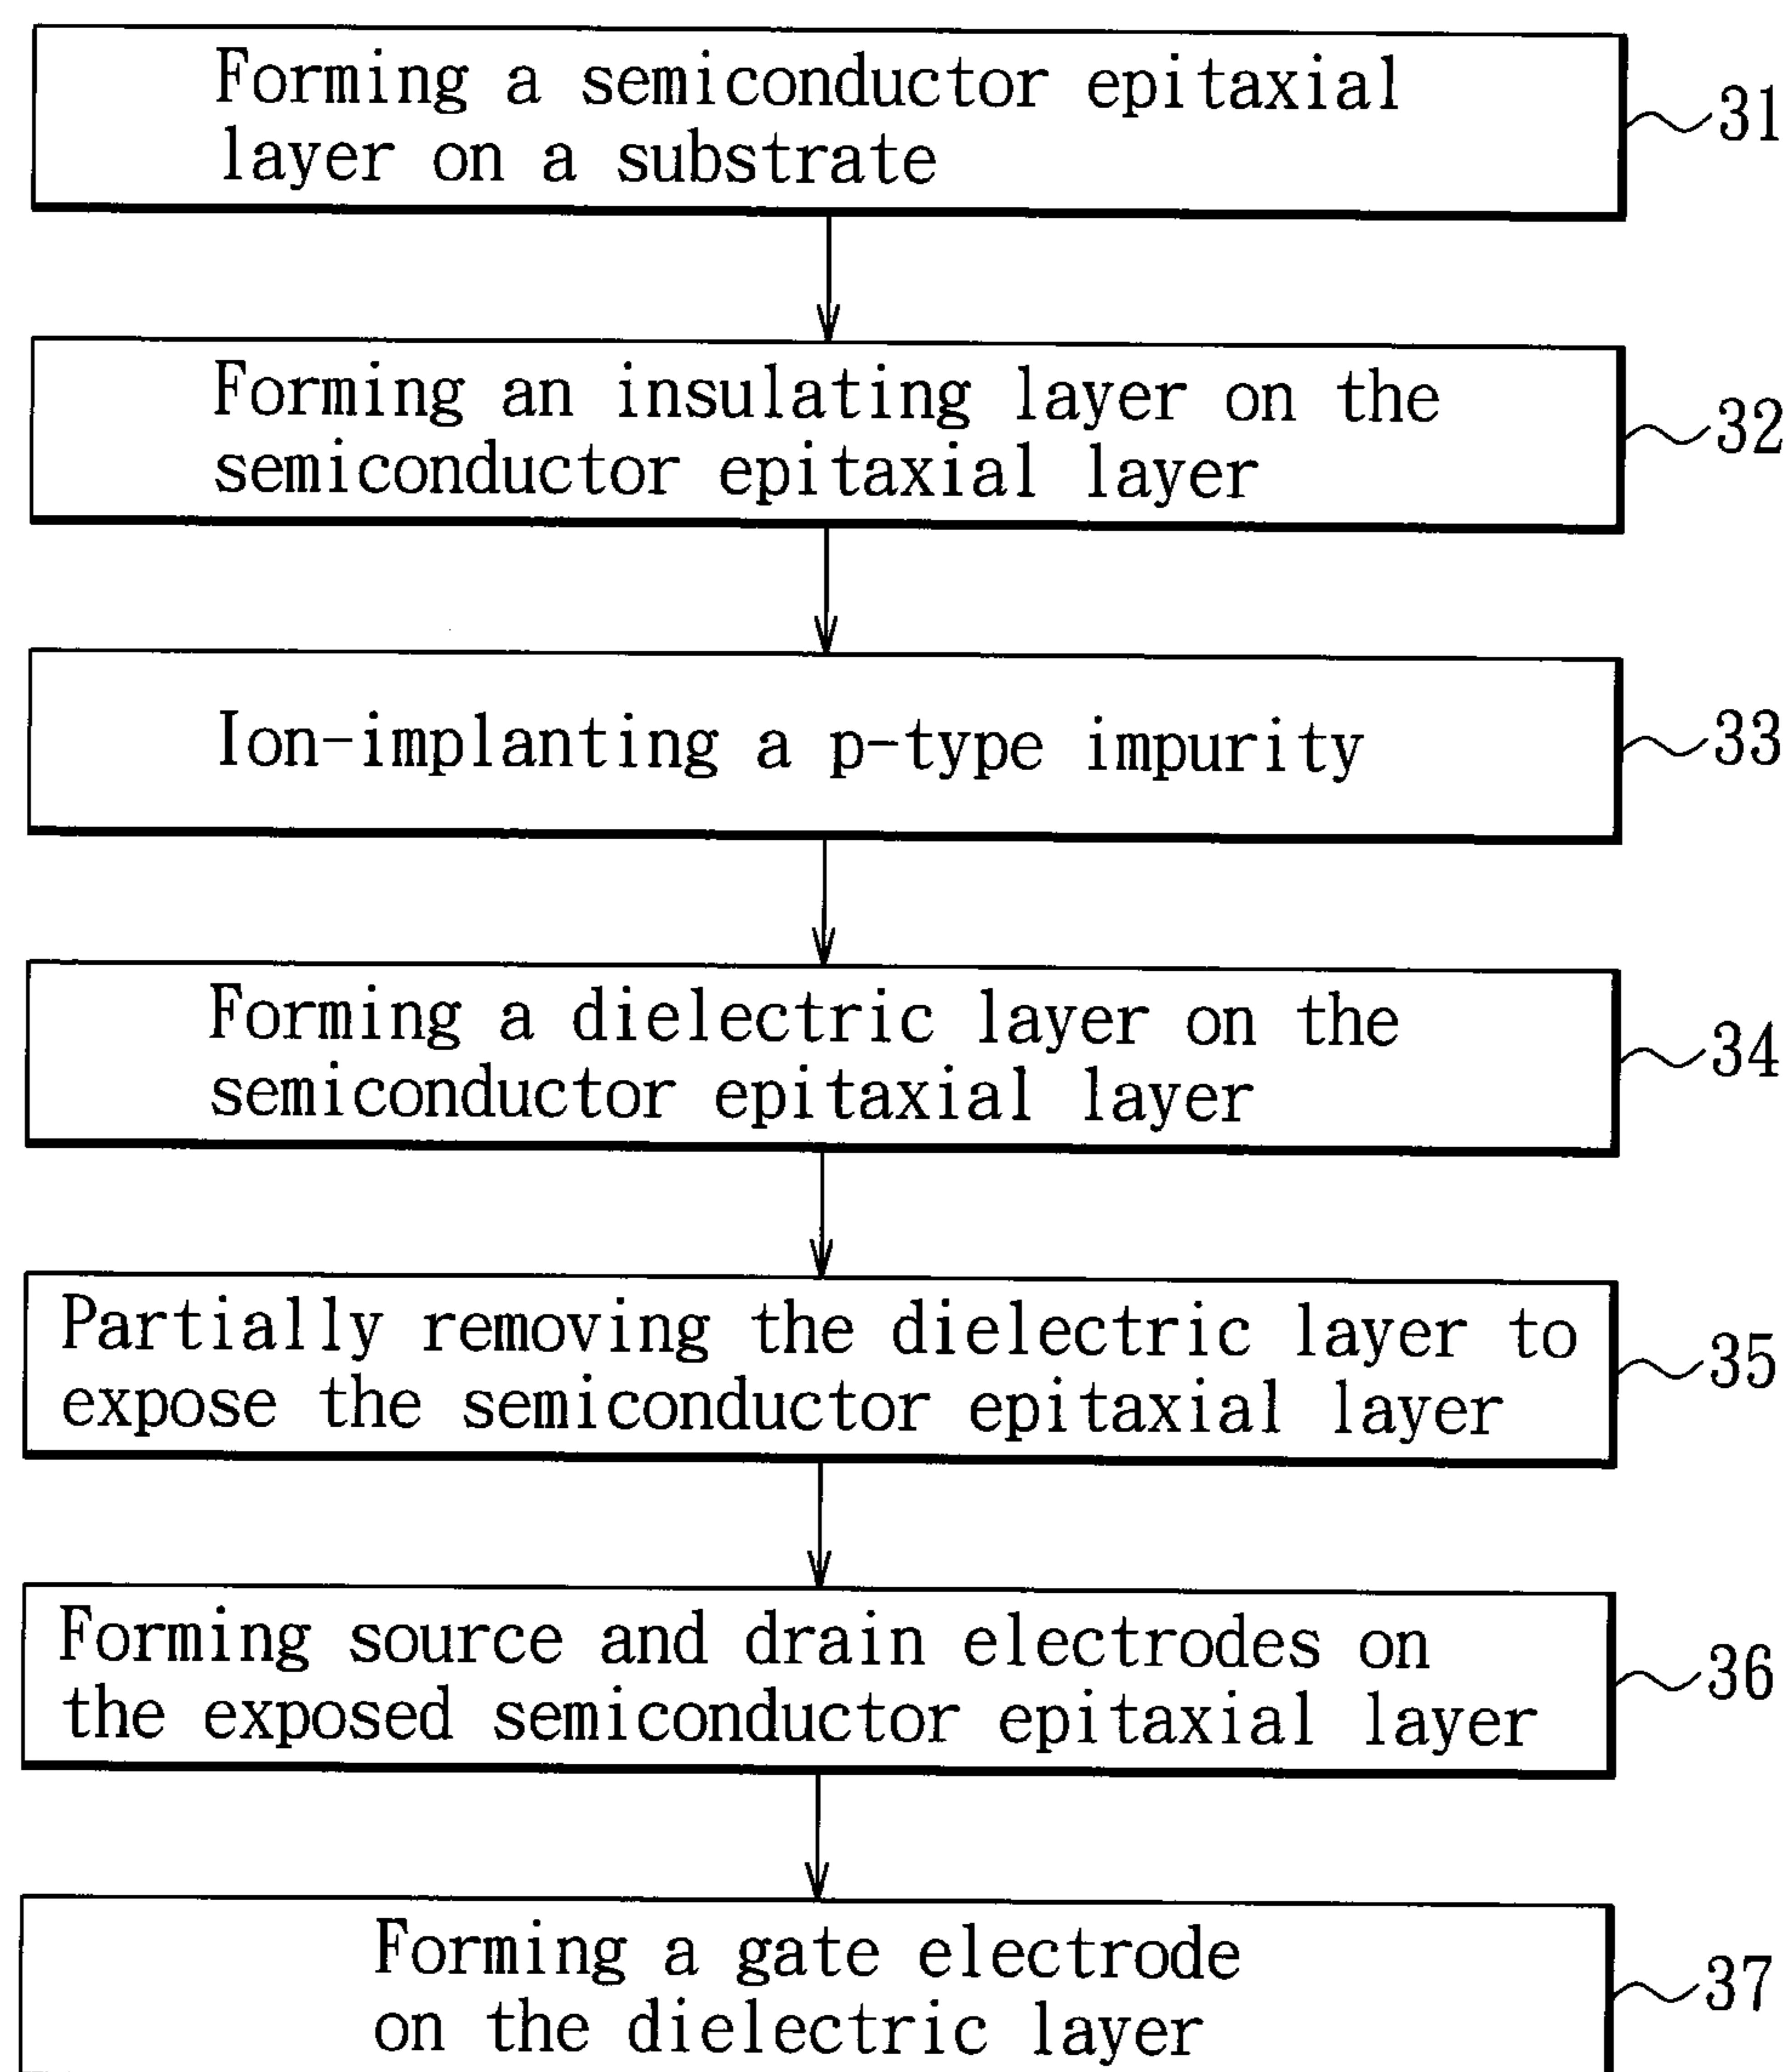 Forming a semiconductor epitaxial
layer on a substrate
31
Forming an insulating layer on the
semiconductor epitaxial layer
32
Ion-implanting a p-type impurity
33
Forming a dielectric layer on the
semiconductor epitaxial layer
34
Partially removing the dielectric layer to
expose the semiconductor epitaxial layer
35
Forming source and drain electrodes on
the exposed semiconductor epitaxial layer
36
Forming a gate electrode
on the dielectric layer
37